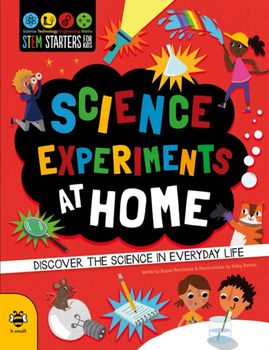 Science Technology Engineering Maths
STEM STARTERS FOR KIDS
SCIENCE
EXPERIMENTS
AT HOME
DISCOVER THE SCIENCE IN EVERYDAY LIFE
Words by Susan Martineau & Illustrations by Vicky Barker
b small